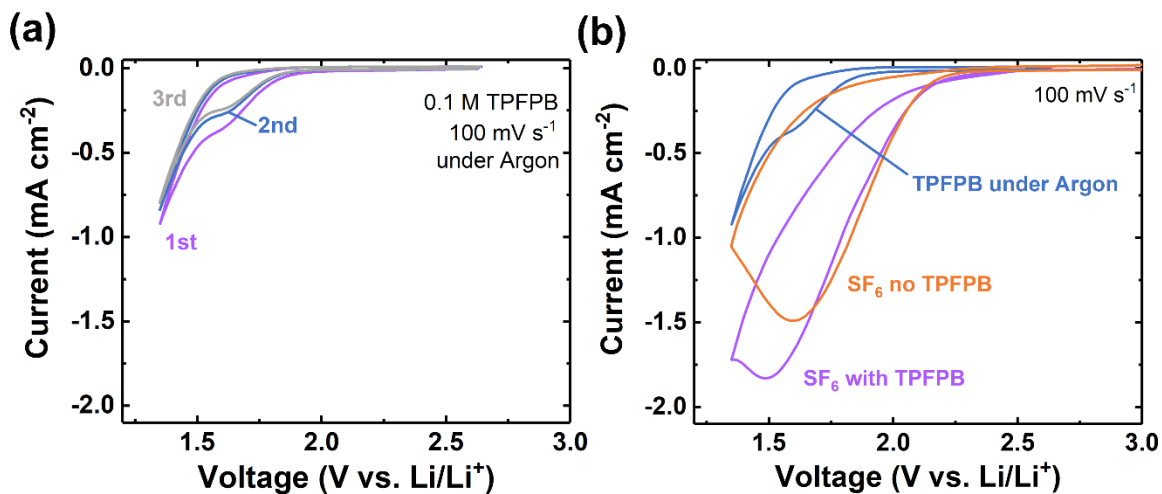 (a)
0.0
-0.5
-1.0
-1.5
-2.0
Current (mA cm⁻²)
3rd
2nd
1st
0.1 M TPFPB
100 mV s⁻¹
under Argon
1.5
2.0
2.5
3.0
Voltage (V vs. Li/Li⁺)
(b)
0.0
-0.5
-1.0
-1.5
-2.0
Current (mA cm⁻²)
100 mV s⁻¹
TPFPB under Argon
SF₆ no TPFPB
SF₆ with TPFPB
1.5
2.0
2.5
3.0
Voltage (V vs. Li/Li⁺)